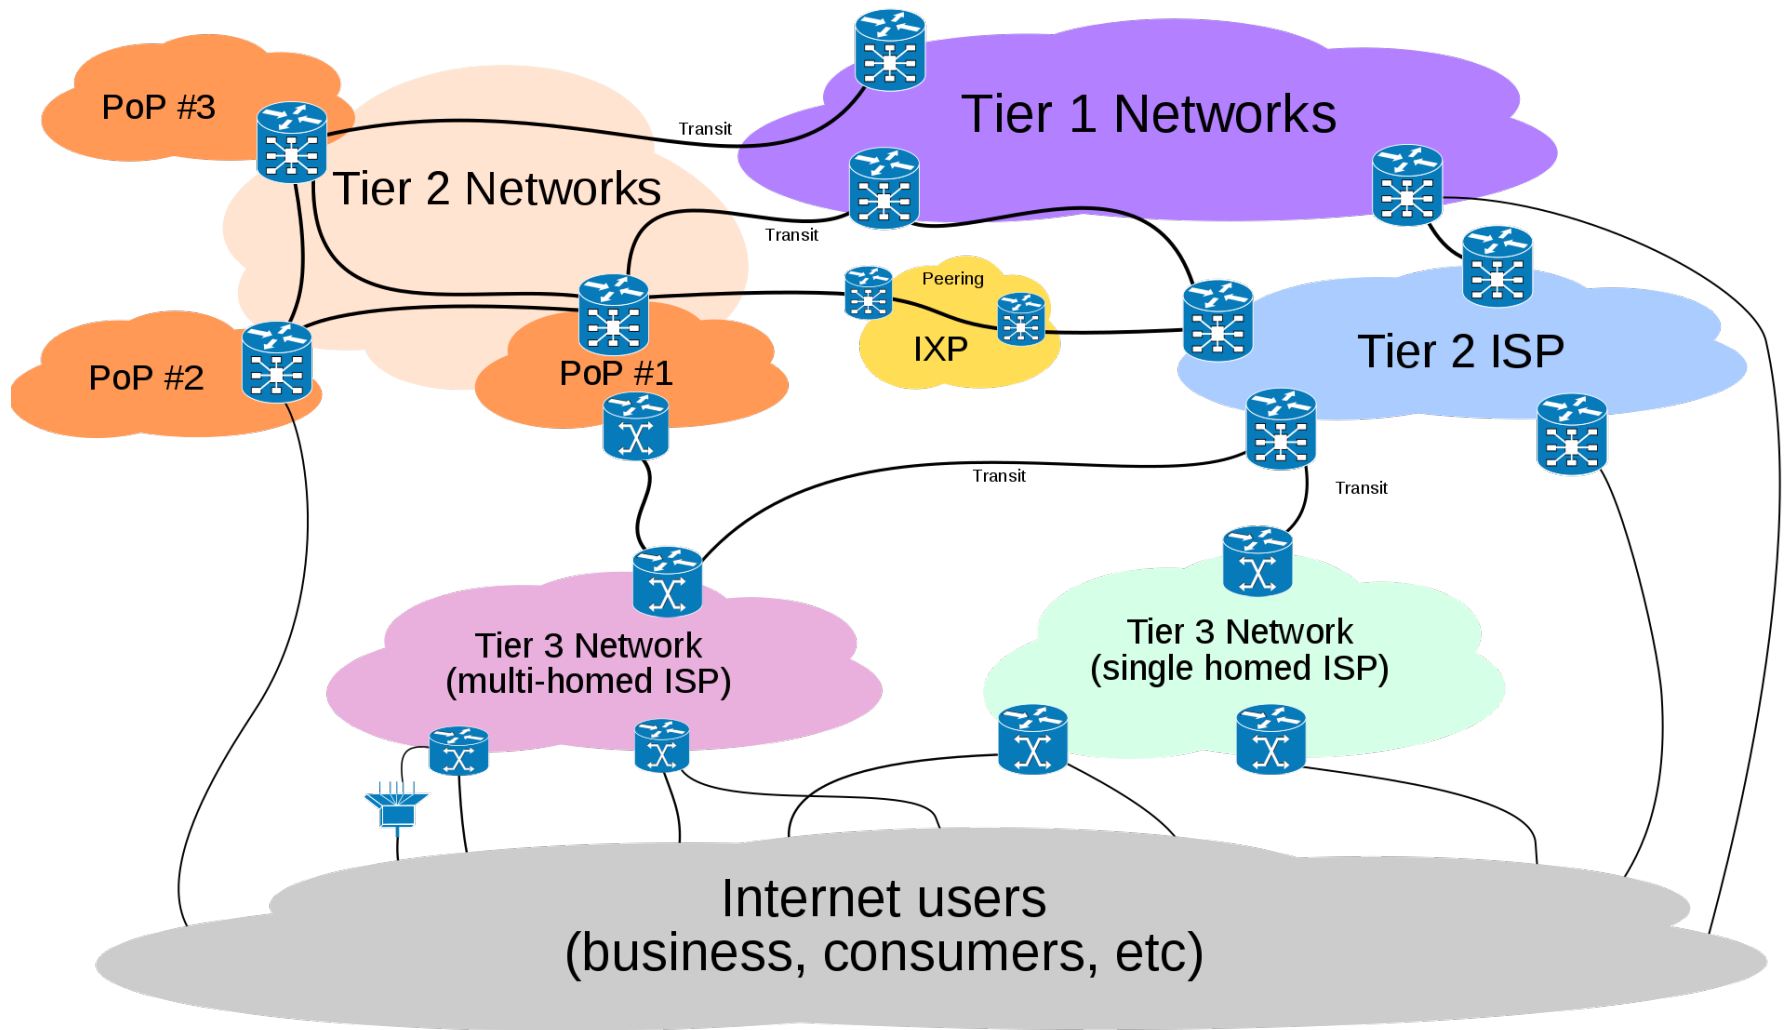 PoP #3
Tier 1 Networks
Transit
Tier 2 Networks
Transit
Peering
IXP
Tier 2 ISP
PoP #2
PoP #1
Transit
Transit
Tier 3 Network
(multi-homed ISP)
Tier 3 Network
(single homed ISP)
Internet users
(business, consumers, etc)